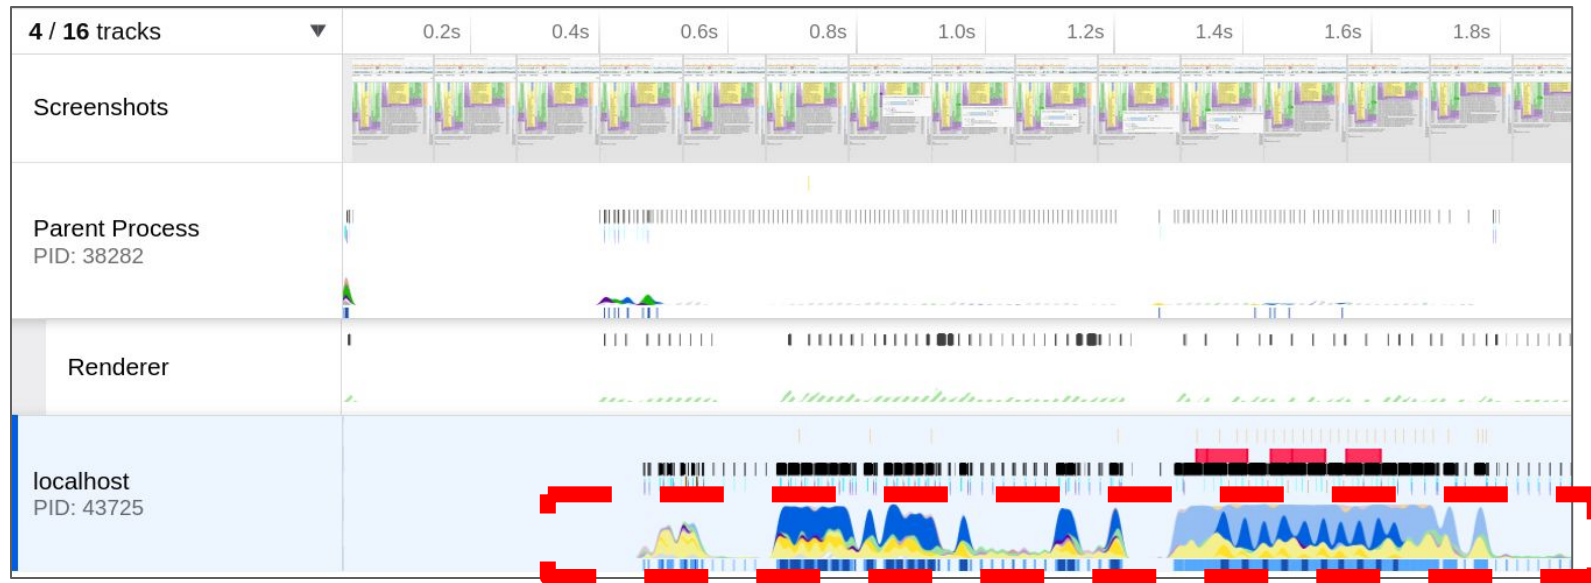 4 / 16 tracks ▼
0.2s 0.4s 0.6s 0.8s 1.0s 1.2s 1.4s 1.6s 1.8s
Screenshots
Parent Process
PID: 38282
Renderer
localhost
PID: 43725